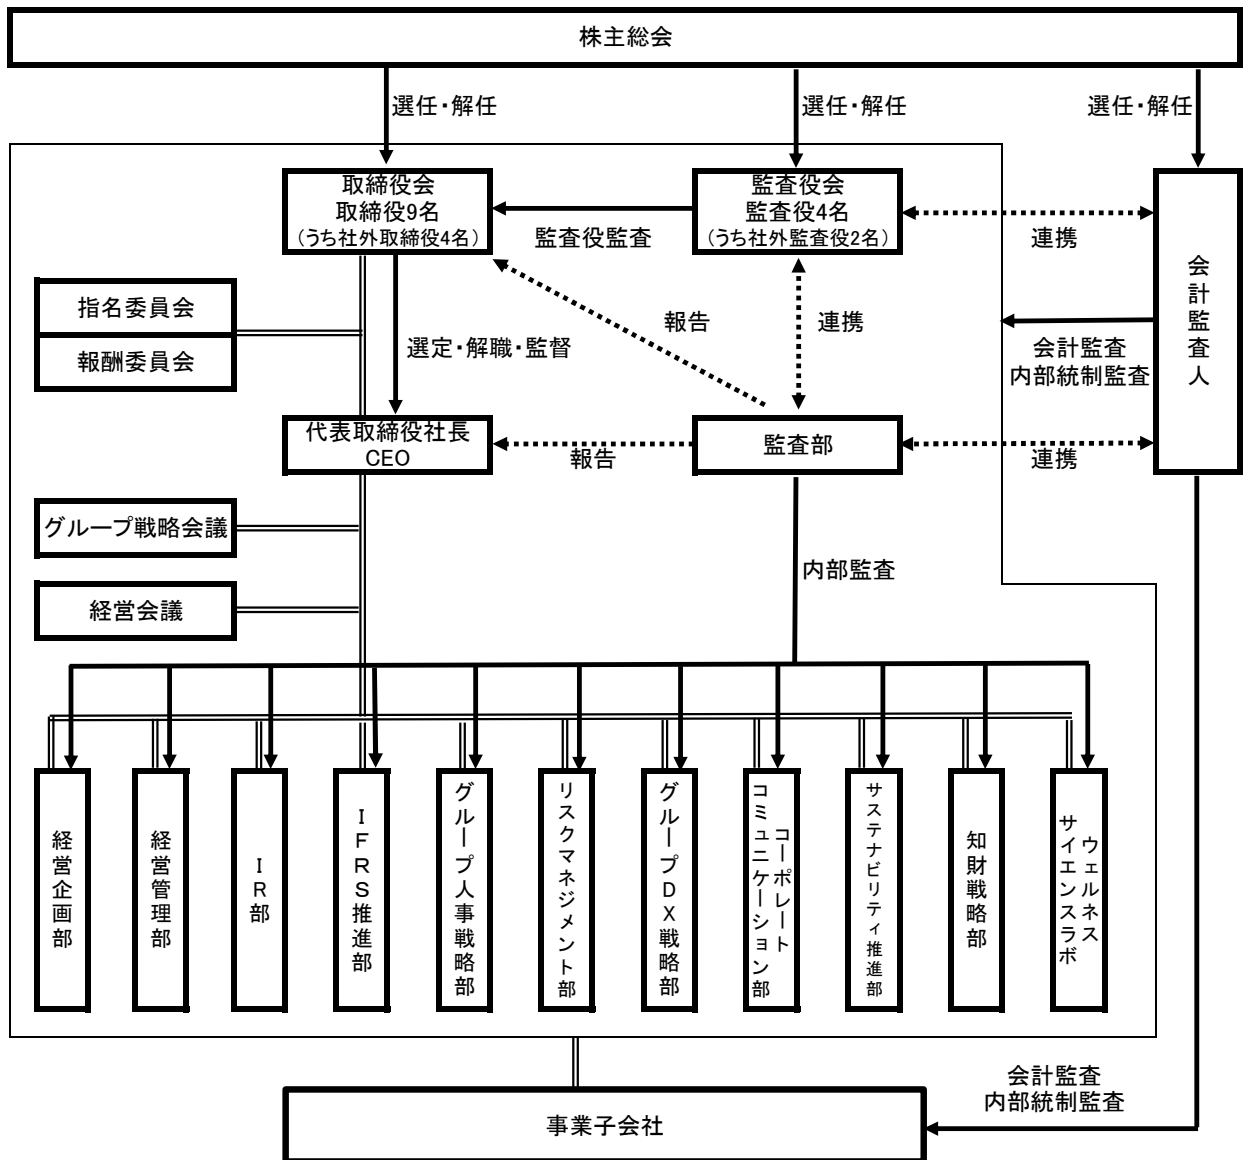 株主総会
選任・解任
選任・解任
選任・解任
取締役会
取締役9名
(うち社外取締役4名)
監査役監査
監査役会
監査役4名
(うち社外監査役2名)
連携
会計監査人
指名委員会
報酬委員会
選定・解職・監督
報告
連携
会計監査
内部統制監査
代表取締役社長
CEO
報告
監査部
連携
グループ戦略会議
内部監査
経営会議
経営企画部
経営管理部
IR部
IFRS推進部
グループ人事戦略部
リスクマネジメント部
グループDX戦略部
コーポレート
コミュニケーション部
サステナビリティ推進部
知財戦略部
ウェルネス
サイエンスラボ
会計監査
内部統制監査
事業子会社